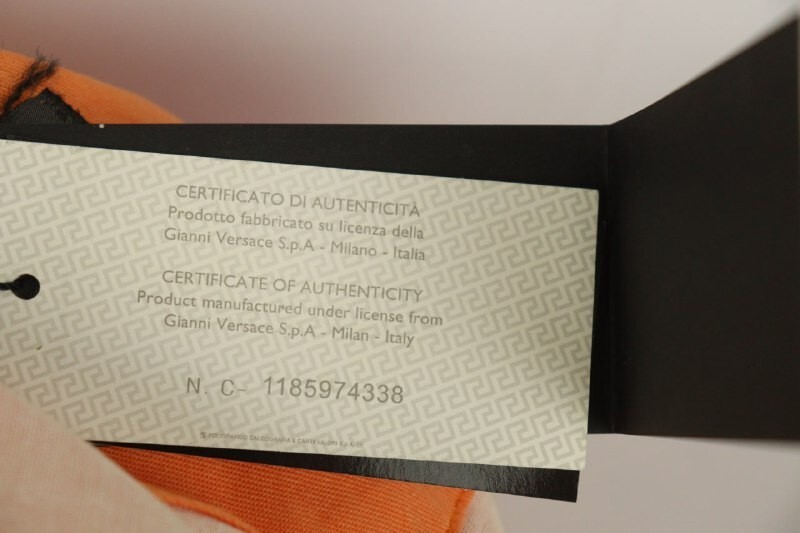 CERTIFICATO DI AUTENTICITÀ
Prodotto fabbricato su licenza della
Gianni Versace S.p.A - Milano - Italia
CERTIFICATE OF AUTHENTICITY
Product manufactured under license from
Gianni Versace S.p.A - Milan - Italy
N. C- 1185974338